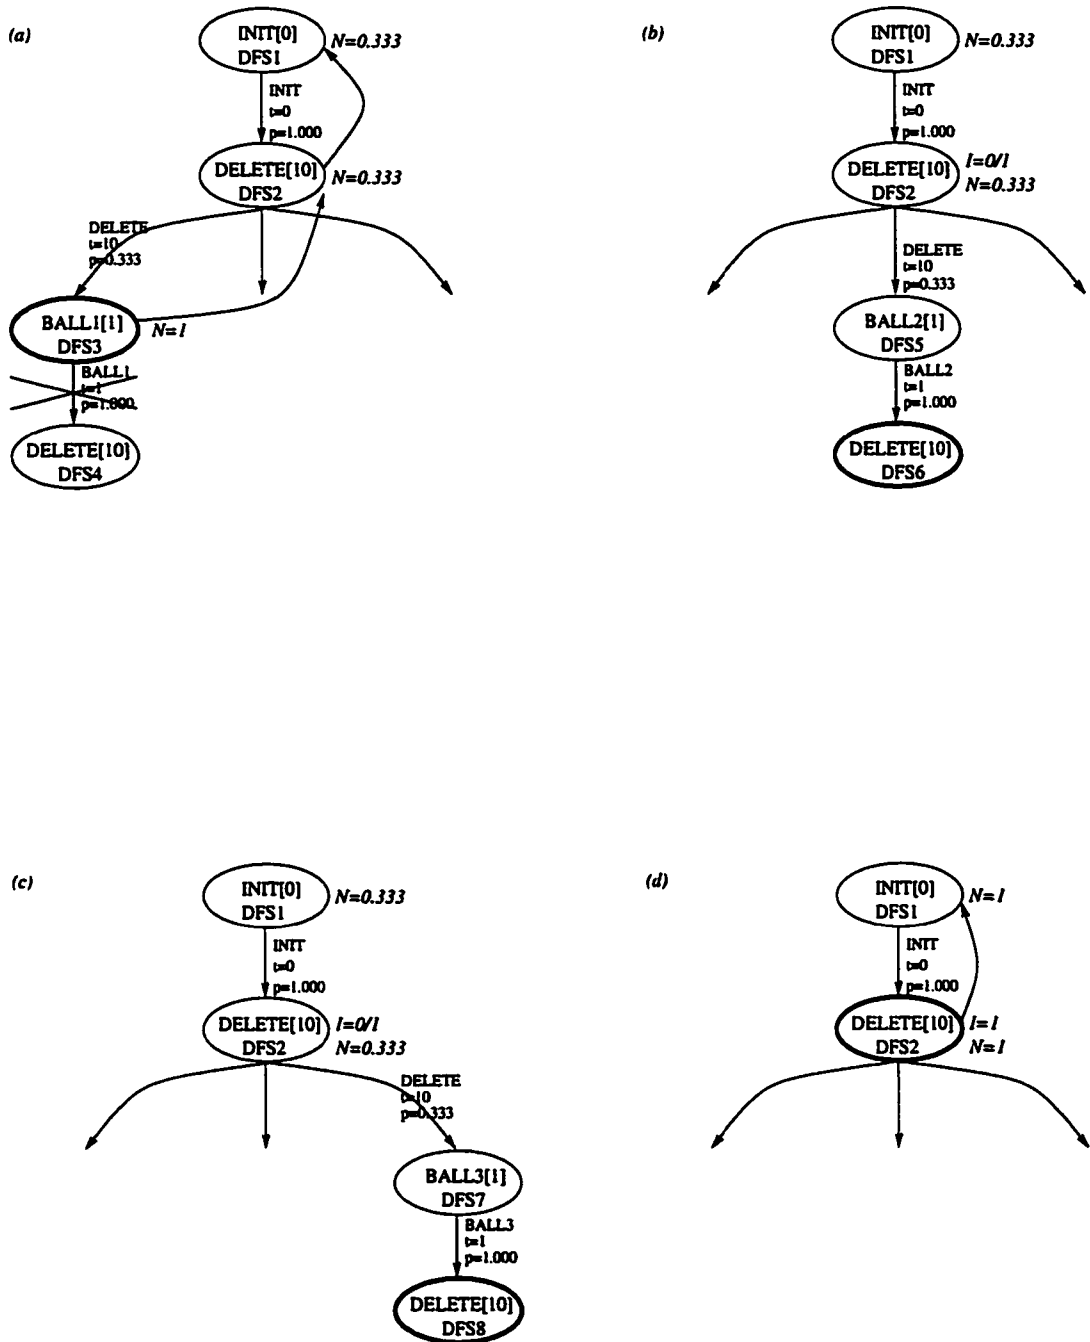 (a)
INIT[0]
DFS1
N=0.333
INIT
t=0
p=1.000
DELETE[10]
DFS2
N=0.333
DELETE
t=10
p=0.333
BALL1[1]
DFS3
N=1
BALL1
t=1
p=1.000
DELETE[10]
DFS4
(b)
INIT[0]
DFS1
N=0.333
INIT
t=0
p=1.000
DELETE[10]
DFS2
I=0/1
N=0.333
DELETE
t=10
p=0.333
BALL2[1]
DFS5
BALL2
t=1
p=1.000
DELETE[10]
DFS6
(c)
INIT[0]
DFS1
N=0.333
INIT
t=0
p=1.000
DELETE[10]
DFS2
I=0/1
N=0.333
DELETE
t=10
p=0.333
BALL3[1]
DFS7
BALL3
t=1
p=1.000
DELETE[10]
DFS8
(d)
INIT[0]
DFS1
N=1
INIT
t=0
p=1.000
DELETE[10]
DFS2
I=1
N=1